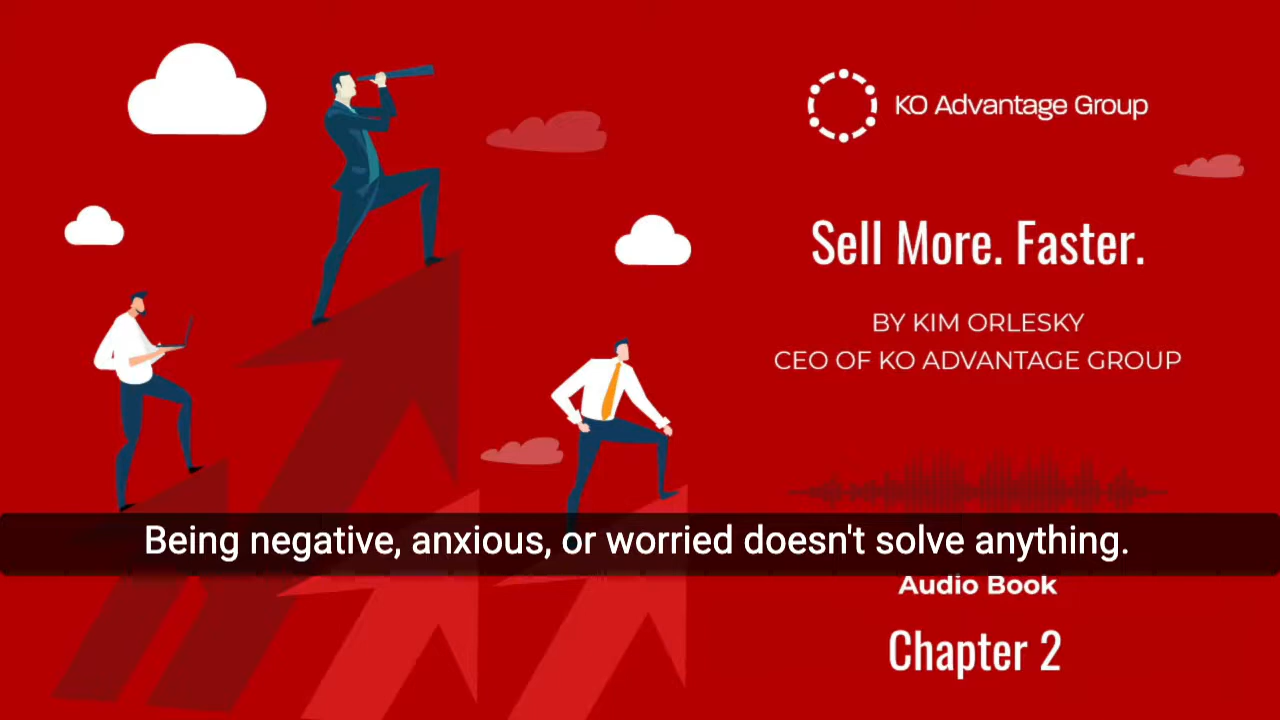 KO Advantage Group
Sell More. Faster.
BY KIM ORLESKY
CEO OF KO ADVANTAGE GROUP
Being negative, anxious, or worried doesn't solve anything.
Audio Book
Chapter 2